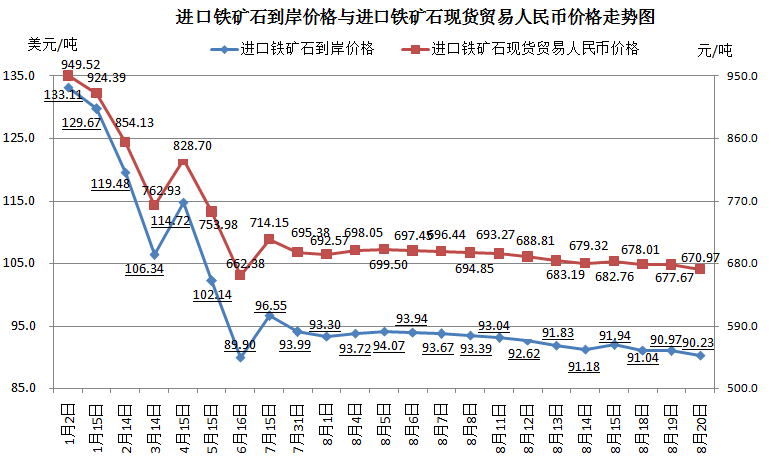 进口铁矿石到岸价格与进口铁矿石现货贸易人民币价格走势图
美元/吨
进口铁矿石到岸价格
进口铁矿石现货贸易人民币价格
元/吨
135.0
125.0
115.0
105.0
95.0
85.0
950.0
860.0
770.0
680.0
590.0
500.0
949.52
924.39
854.13
762.93
828.70
753.98
662.38
714.15
695.38
692.57
698.05
699.50
697.45
696.44
694.85
693.27
688.81
683.19
679.32
682.76
678.01
677.67
670.97
133.11
129.67
119.48
106.34
114.72
102.14
89.90
96.55
93.99
93.30
93.72
94.07
93.94
93.67
93.39
93.04
92.62
91.83
91.18
91.94
91.04
90.97
90.23
1月2日
1月15日
2月14日
3月14日
4月15日
5月15日
6月16日
7月15日
7月31日
8月1日
8月4日
8月5日
8月6日
8月7日
8月8日
8月11日
8月12日
8月13日
8月14日
8月15日
8月18日
8月19日
8月20日